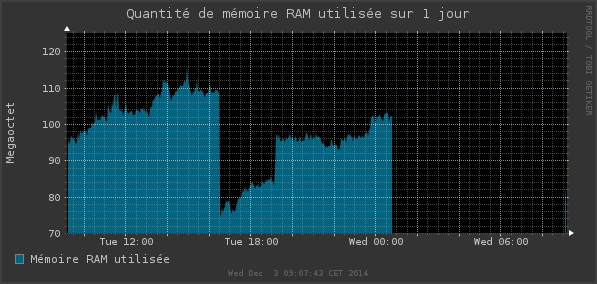 Quantité de mémoire RAM utilisée sur 1 jour
RRDTOOL / TOBI OETIKER
Megaoctet
120
110
100
90
80
70
Tue 12:00 Tue 18:00 Wed 00:00 Wed 06:00
Mémoire RAM utilisée
Wed Dec 3 09:07:43 CET 2014